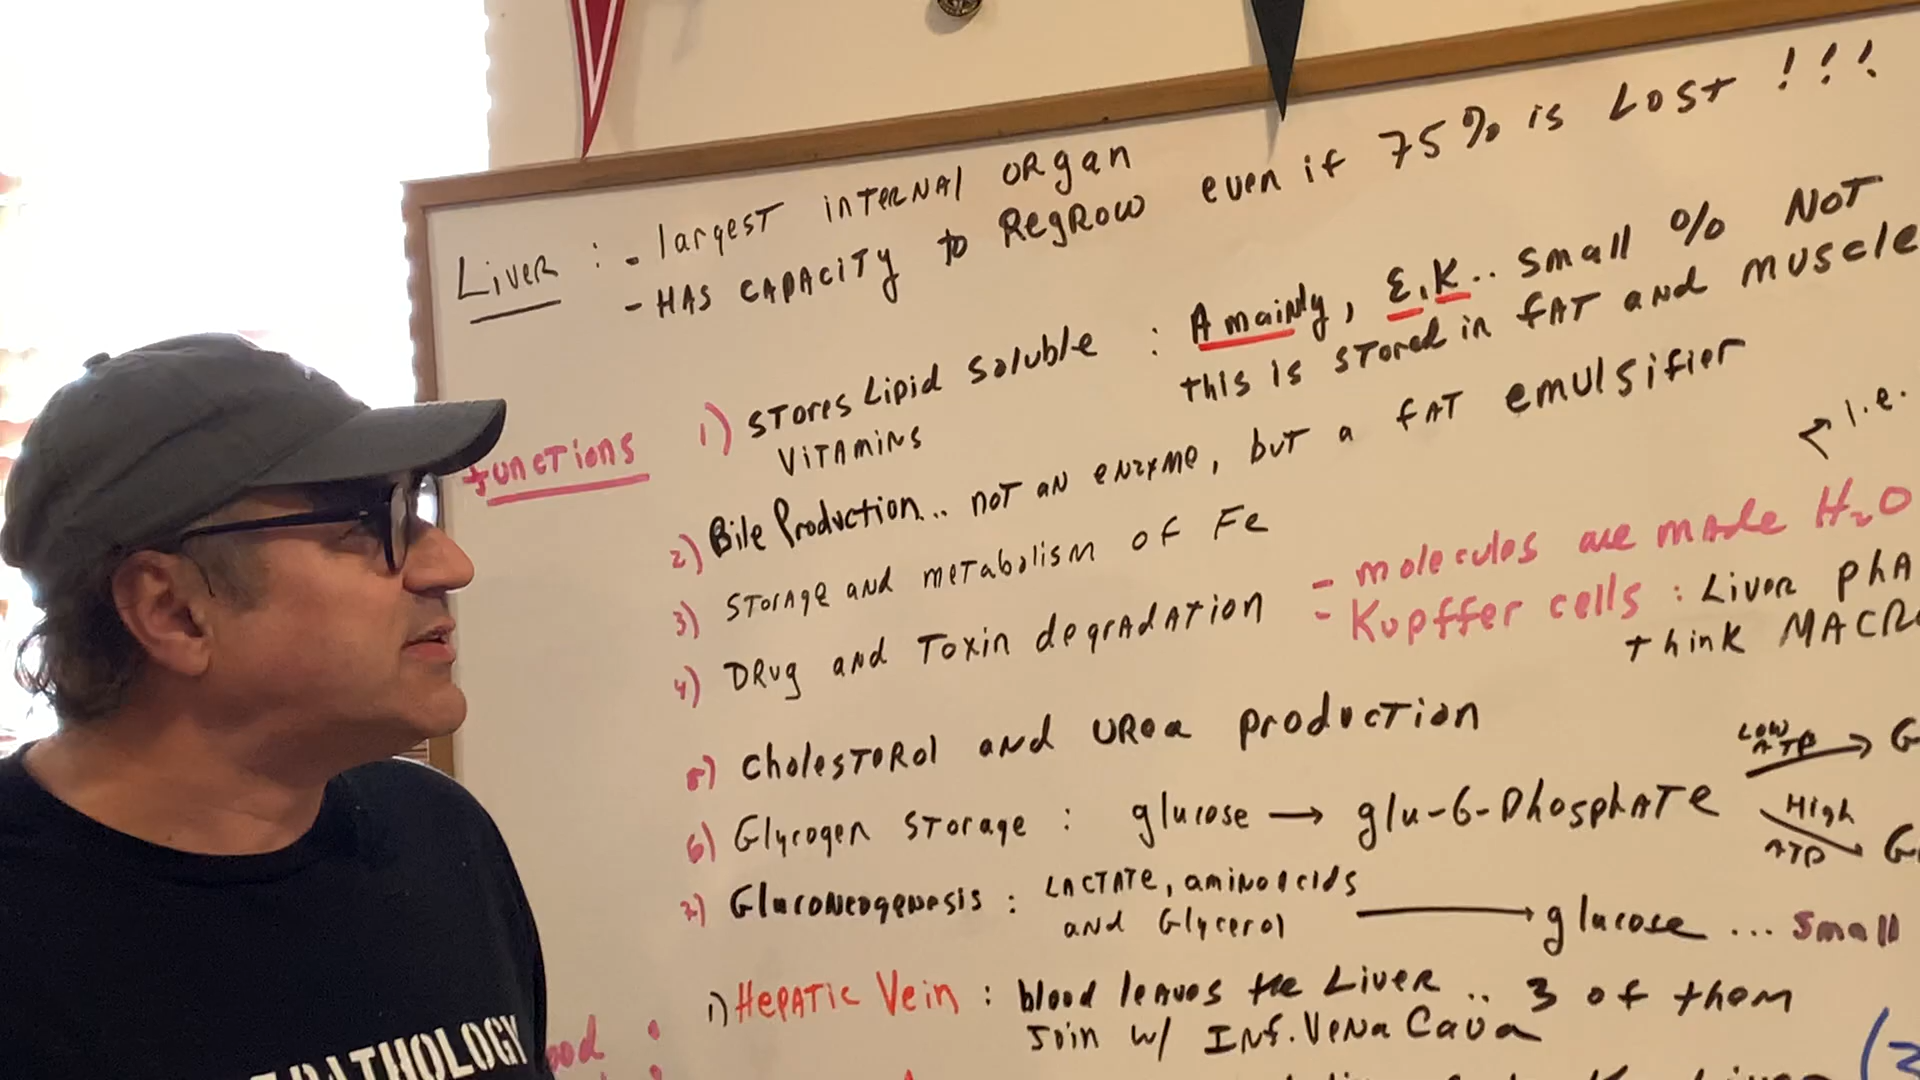 Liver : - largest internal organ
- Has capacity to Regrow even if 75% is Lost !!!
functions
1) Stores Lipid Soluble : A mainly, E, K .. small % NOT
Vitamins this is stored in fat and muscle
2) Bile Production .. not an enzyme, but a fat emulsifier
3) Storage and metabolism of Fe
i.e.
4) Drug and Toxin degradation - molecules are made H2O
- Kupffer cells : Liver pha
think MACRo
5) Cholesterol and Urea production
6) Glycogen Storage : glucose → glu-6-Phosphate
Low ATP → G
High ATP
7) Gluconeogenesis : Lactate, aminoacids
and Glycerol → glucose ... small
1) Hepatic Vein : blood leaves the Liver .. 3 of them
Join w/ Inf. Vena Cava
ood :
PATHOLOGY